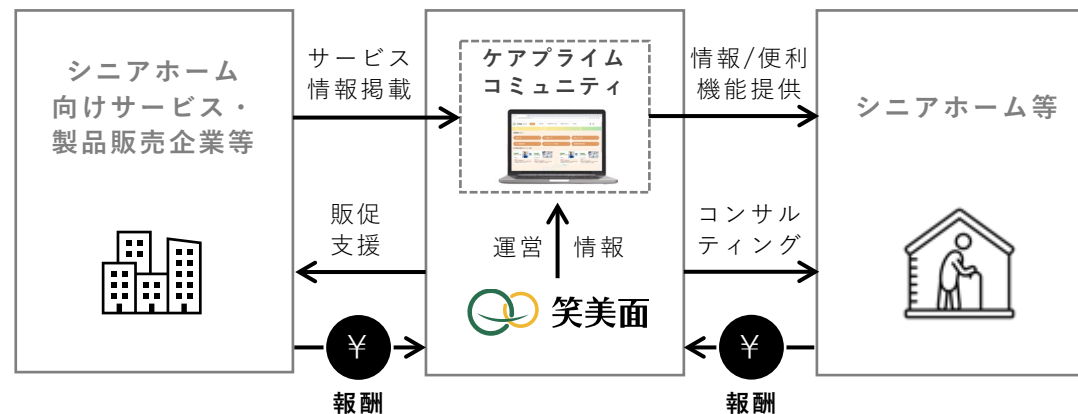 シニアホーム
向けサービス・
製品販売企業等
サービス
情報掲載
販促
支援
¥
報酬
ケアプライム
コミュニティ
運営 情報
笑美面
情報/便利
機能提供
コンサル
ティング
¥
報酬
シニアホーム等